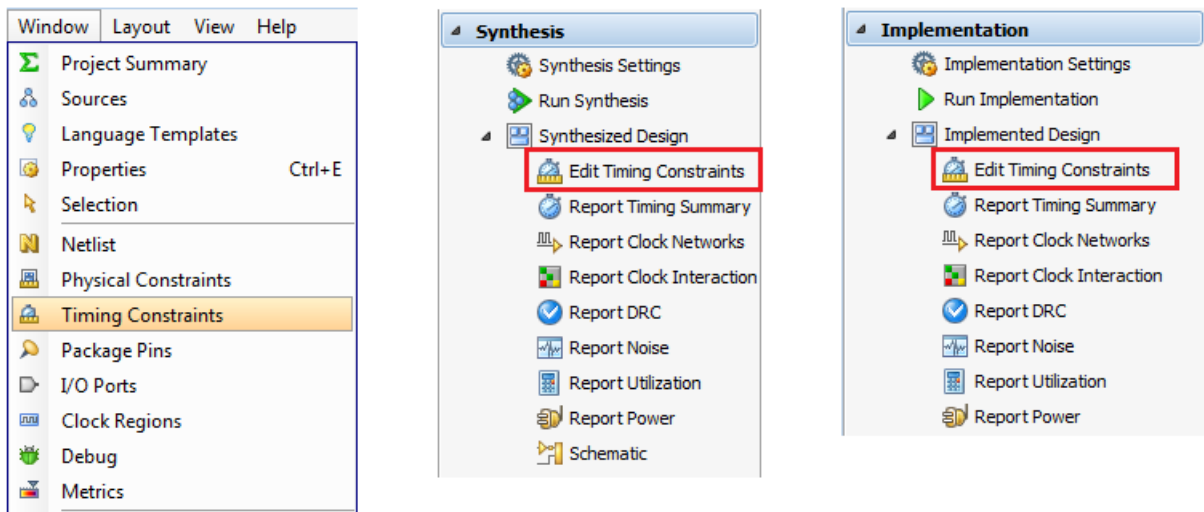 Window Layout View Help
Project Summary
Sources
Language Templates
Properties Ctrl+E
Selection
Netlist
Physical Constraints
Timing Constraints
Package Pins
I/O Ports
Clock Regions
Debug
Metrics
Synthesis
Synthesis Settings
Run Synthesis
Synthesized Design
Edit Timing Constraints
Report Timing Summary
Report Clock Networks
Report Clock Interaction
Report DRC
Report Noise
Report Utilization
Report Power
Schematic
Implementation
Implementation Settings
Run Implementation
Implemented Design
Edit Timing Constraints
Report Timing Summary
Report Clock Networks
Report Clock Interaction
Report DRC
Report Noise
Report Utilization
Report Power